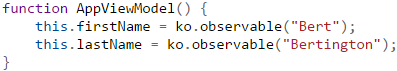 function AppViewModel() {
    this.firstName = ko.observable("Bert");
    this.lastName = ko.observable("Bertington");
}